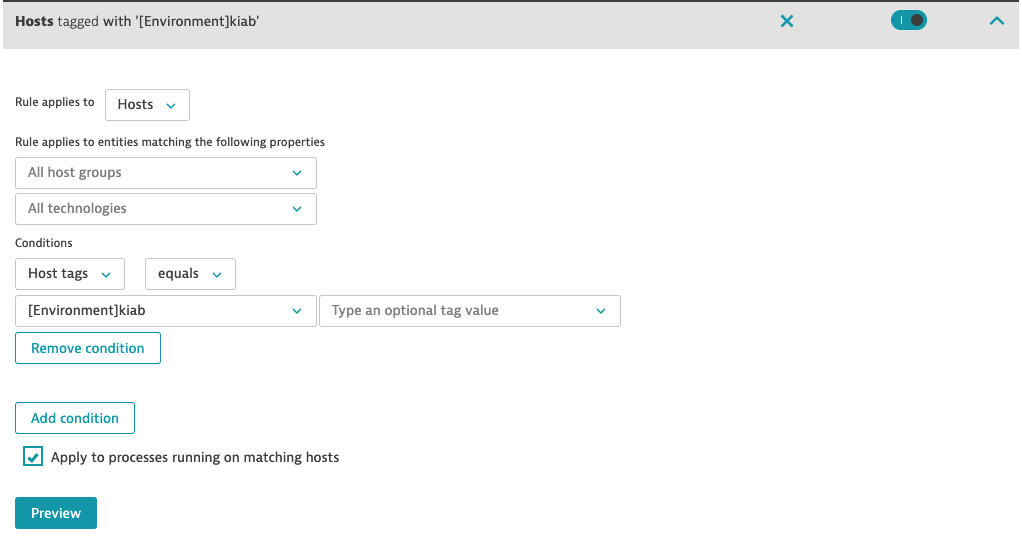 Hosts tagged with '[Environment]kiab'
Rule applies to Hosts
Rule applies to entities matching the following properties
All host groups
All technologies
Conditions
Host tags equals
[Environment]kiab Type an optional tag value
Remove condition
Add condition
Apply to processes running on matching hosts
Preview